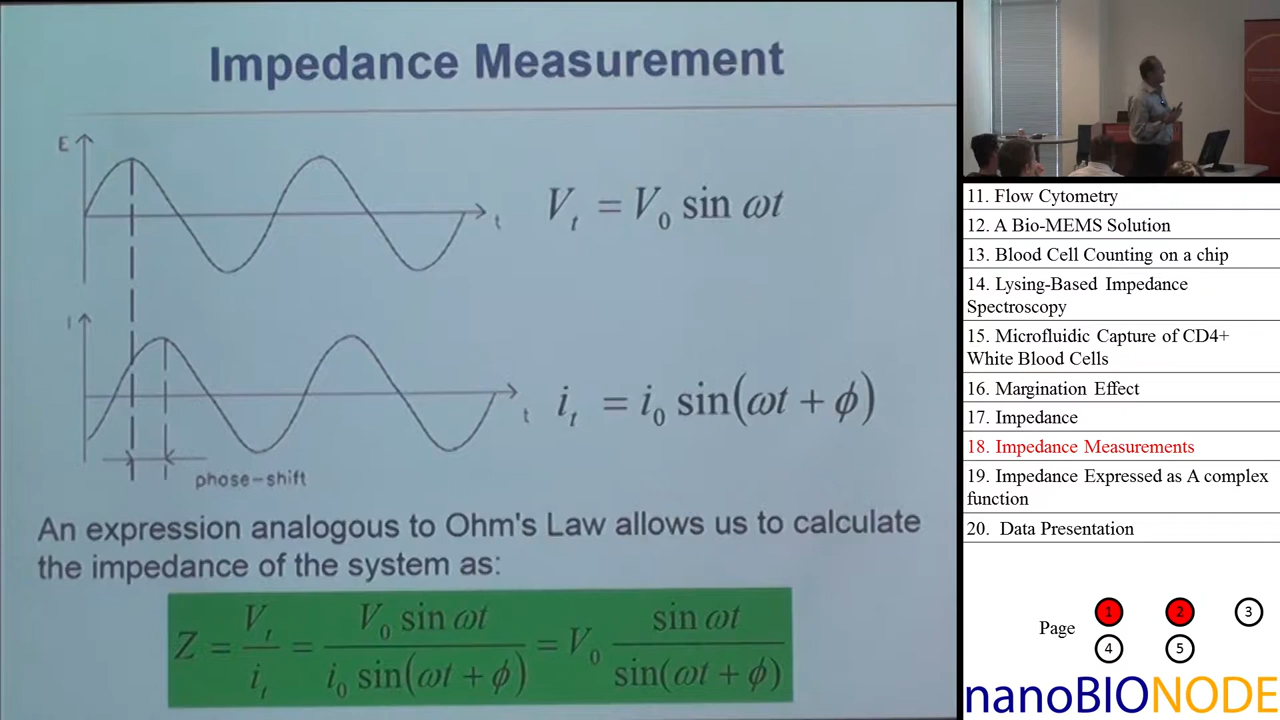 Impedance Measurement
E
t
V_t = V_0 sin ωt
I
t
i_t = i_0 sin(ωt + ϕ)
phase-shift
An expression analogous to Ohm's Law allows us to calculate
the impedance of the system as:
Z = V_t / i_t = V_0 sin ωt / i_0 sin(ωt + ϕ) = V_0 sin ωt / sin(ωt + ϕ)
11. Flow Cytometry
12. A Bio-MEMS Solution
13. Blood Cell Counting on a chip
14. Lysing-Based Impedance
Spectroscopy
15. Microfluidic Capture of CD4+
White Blood Cells
16. Margination Effect
17. Impedance
18. Impedance Measurements
19. Impedance Expressed as A complex
function
20. Data Presentation
Page
1 2 3
4 5
nanoBIONODE